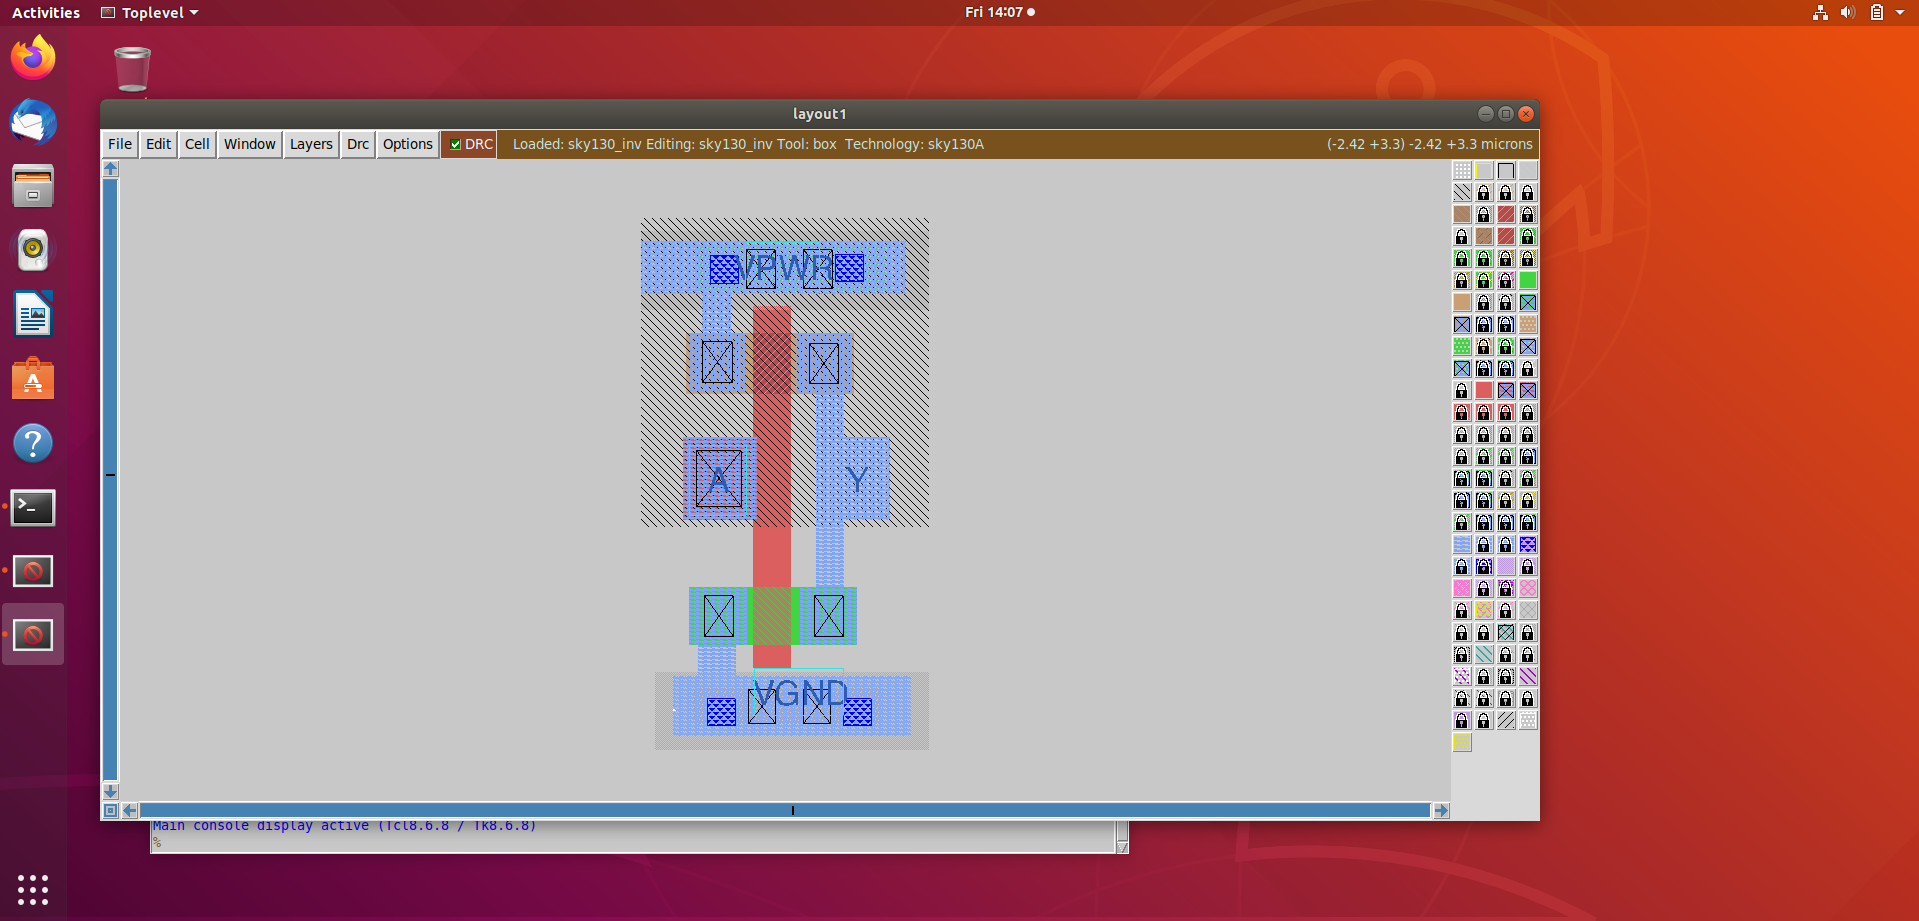 Activities Toplevel Fri 14:07
layout1
File Edit Cell Window Layers Drc Options DRC Loaded: sky130_inv Editing: sky130_inv Tool: box Technology: sky130A (-2.42 +3.3) -2.42 +3.3 microns
VPWR
A Y
VGND
Main console display active (Tcl8.6.8 / Tk8.6.8)
%